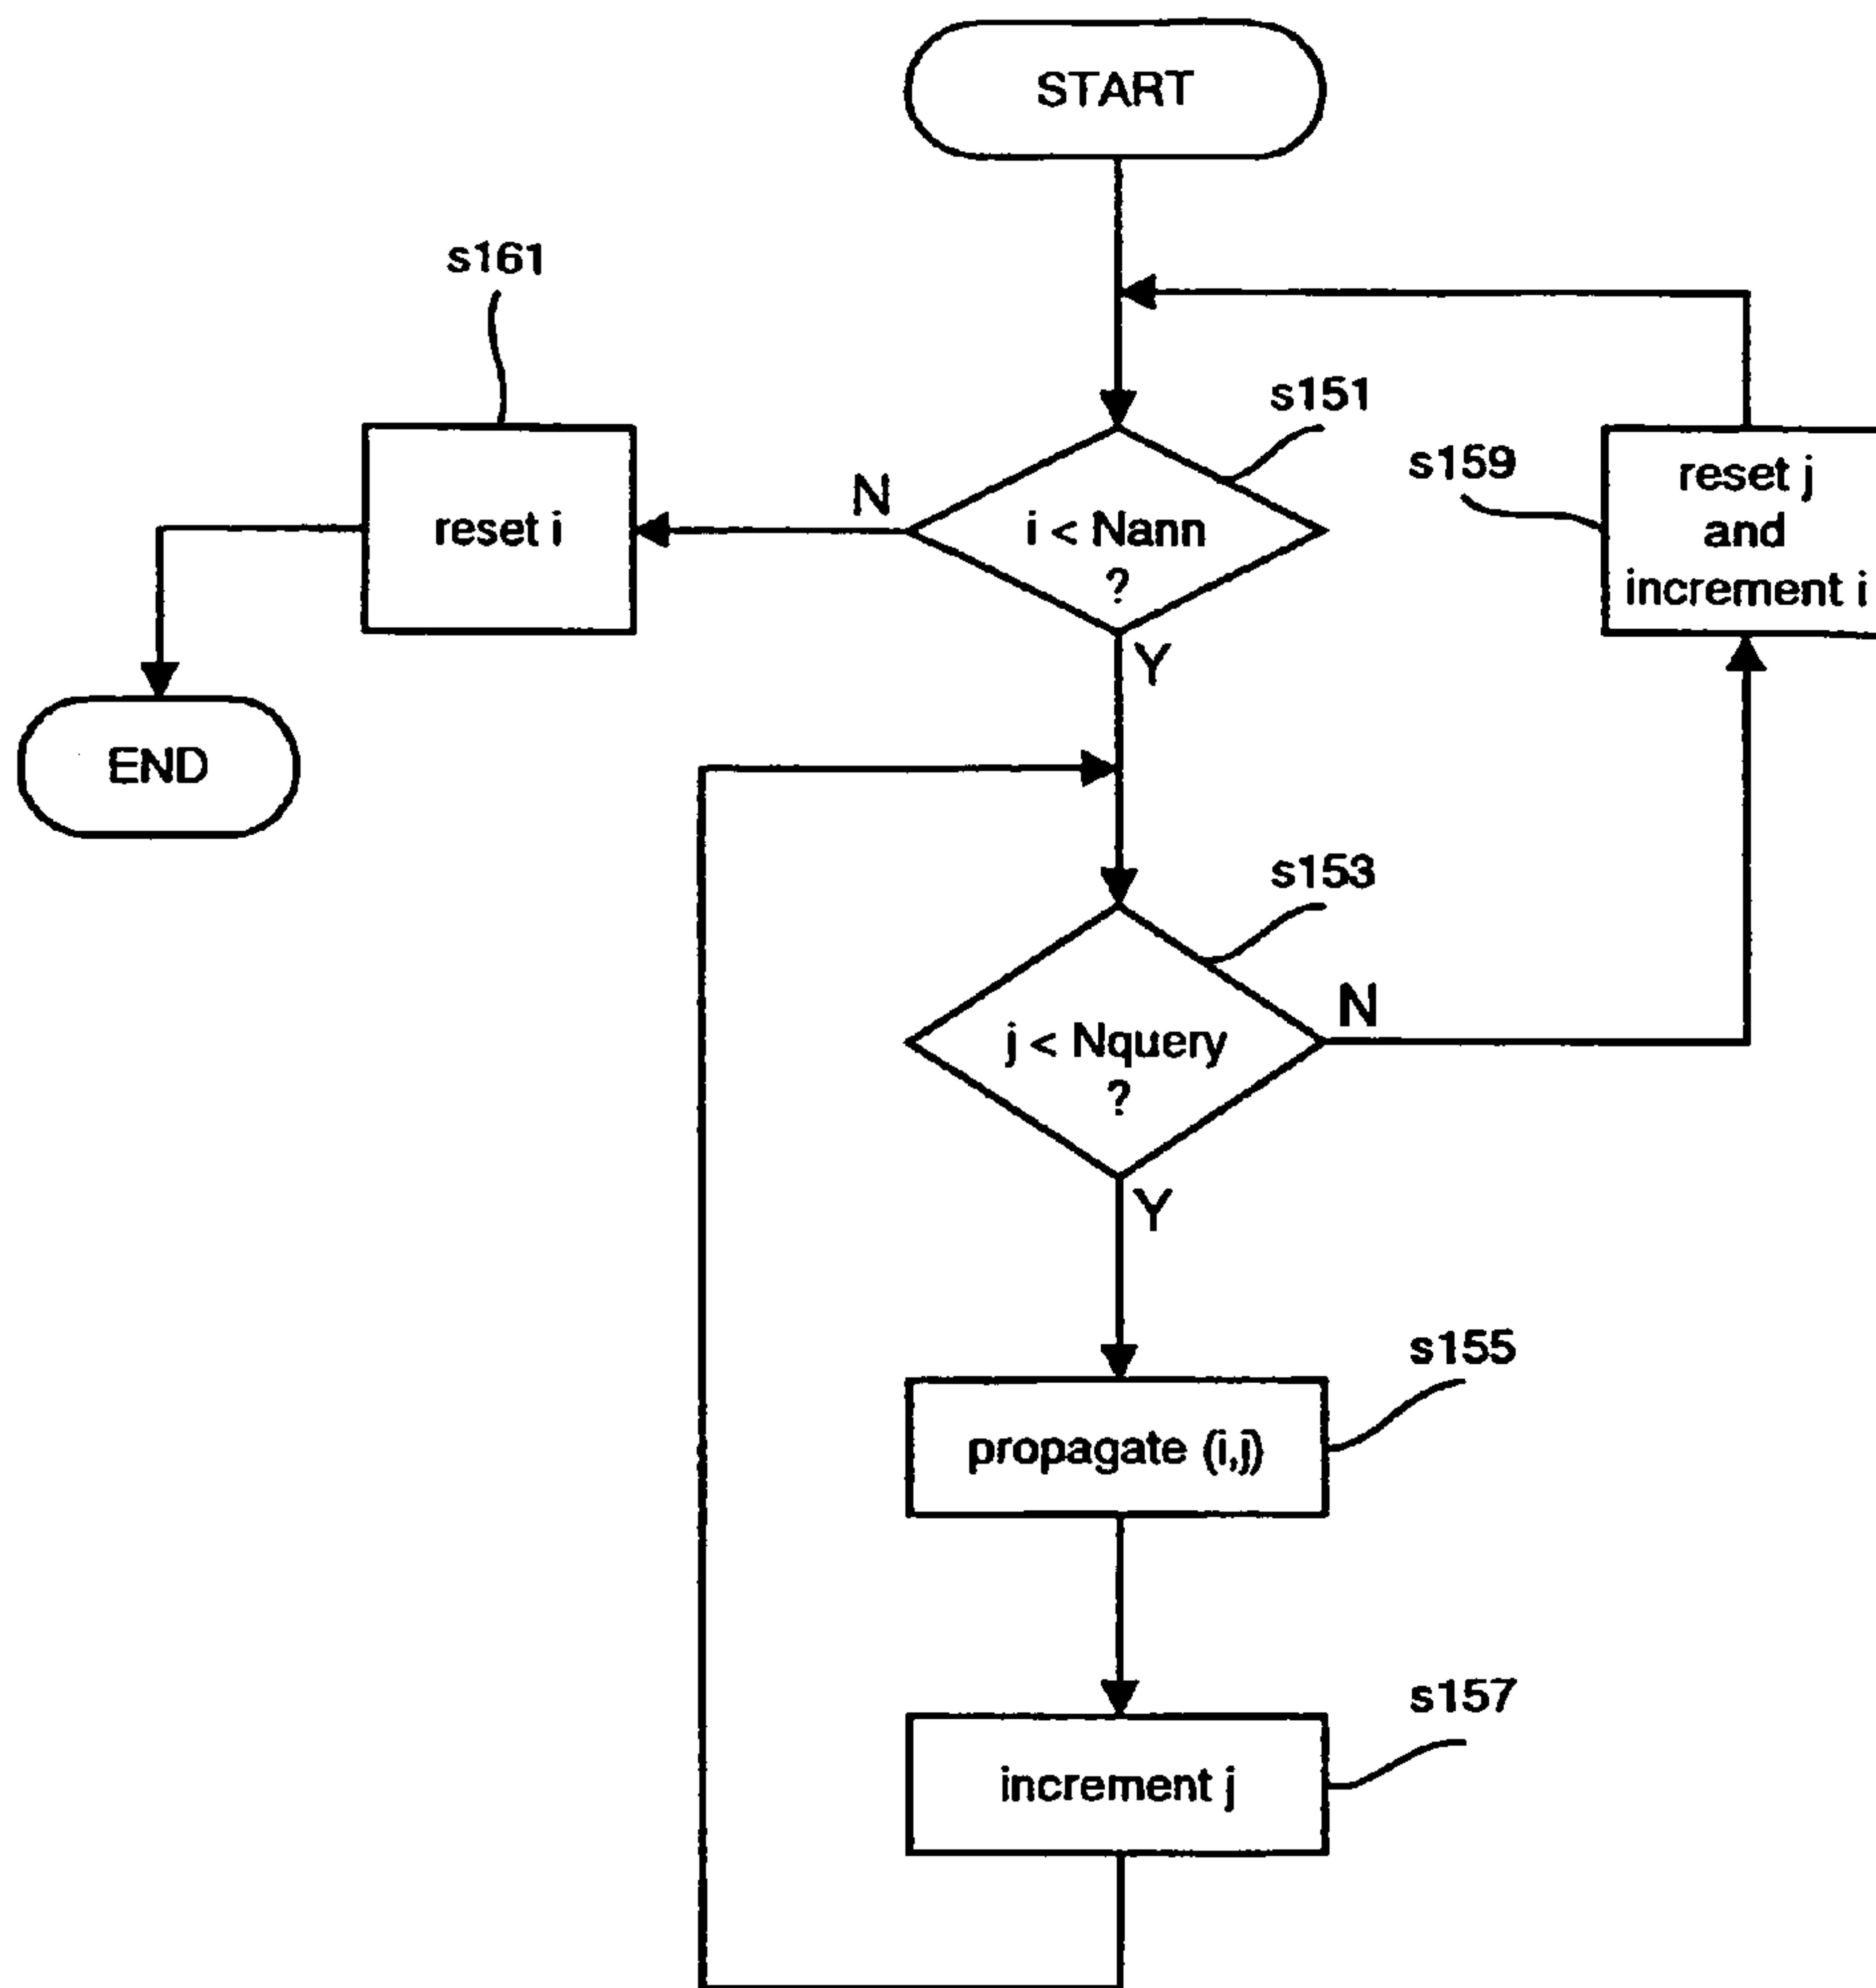 START
s161
s151
s159
reset j
and
increment i
N
reset i
i < Nann
?
Y
END
s153
N
j < Nquery
?
Y
s155
propagate (i,j)
s157
increment j